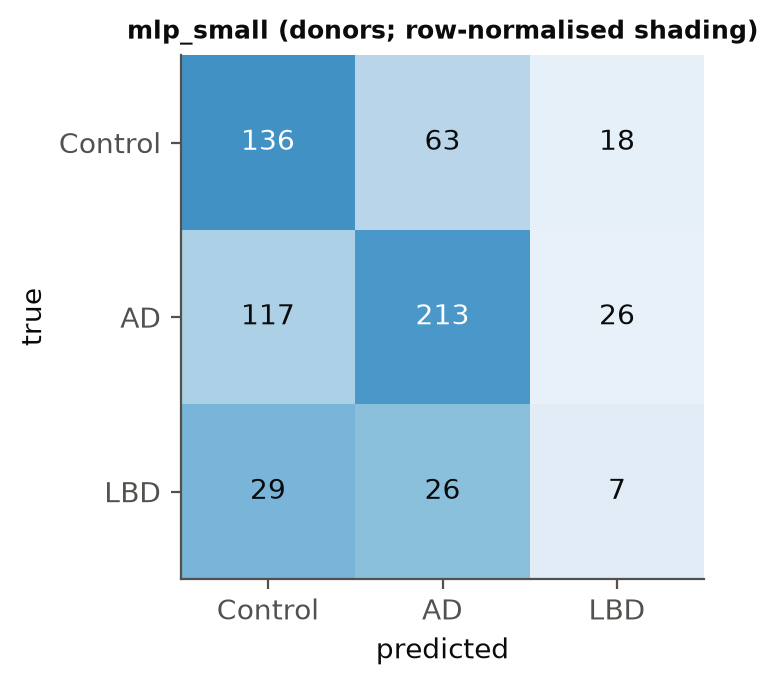 mlp_small (donors; row-normalised shading)
Control 136 63 18
true
AD 117 213 26
LBD 29 26 7
Control AD LBD
predicted